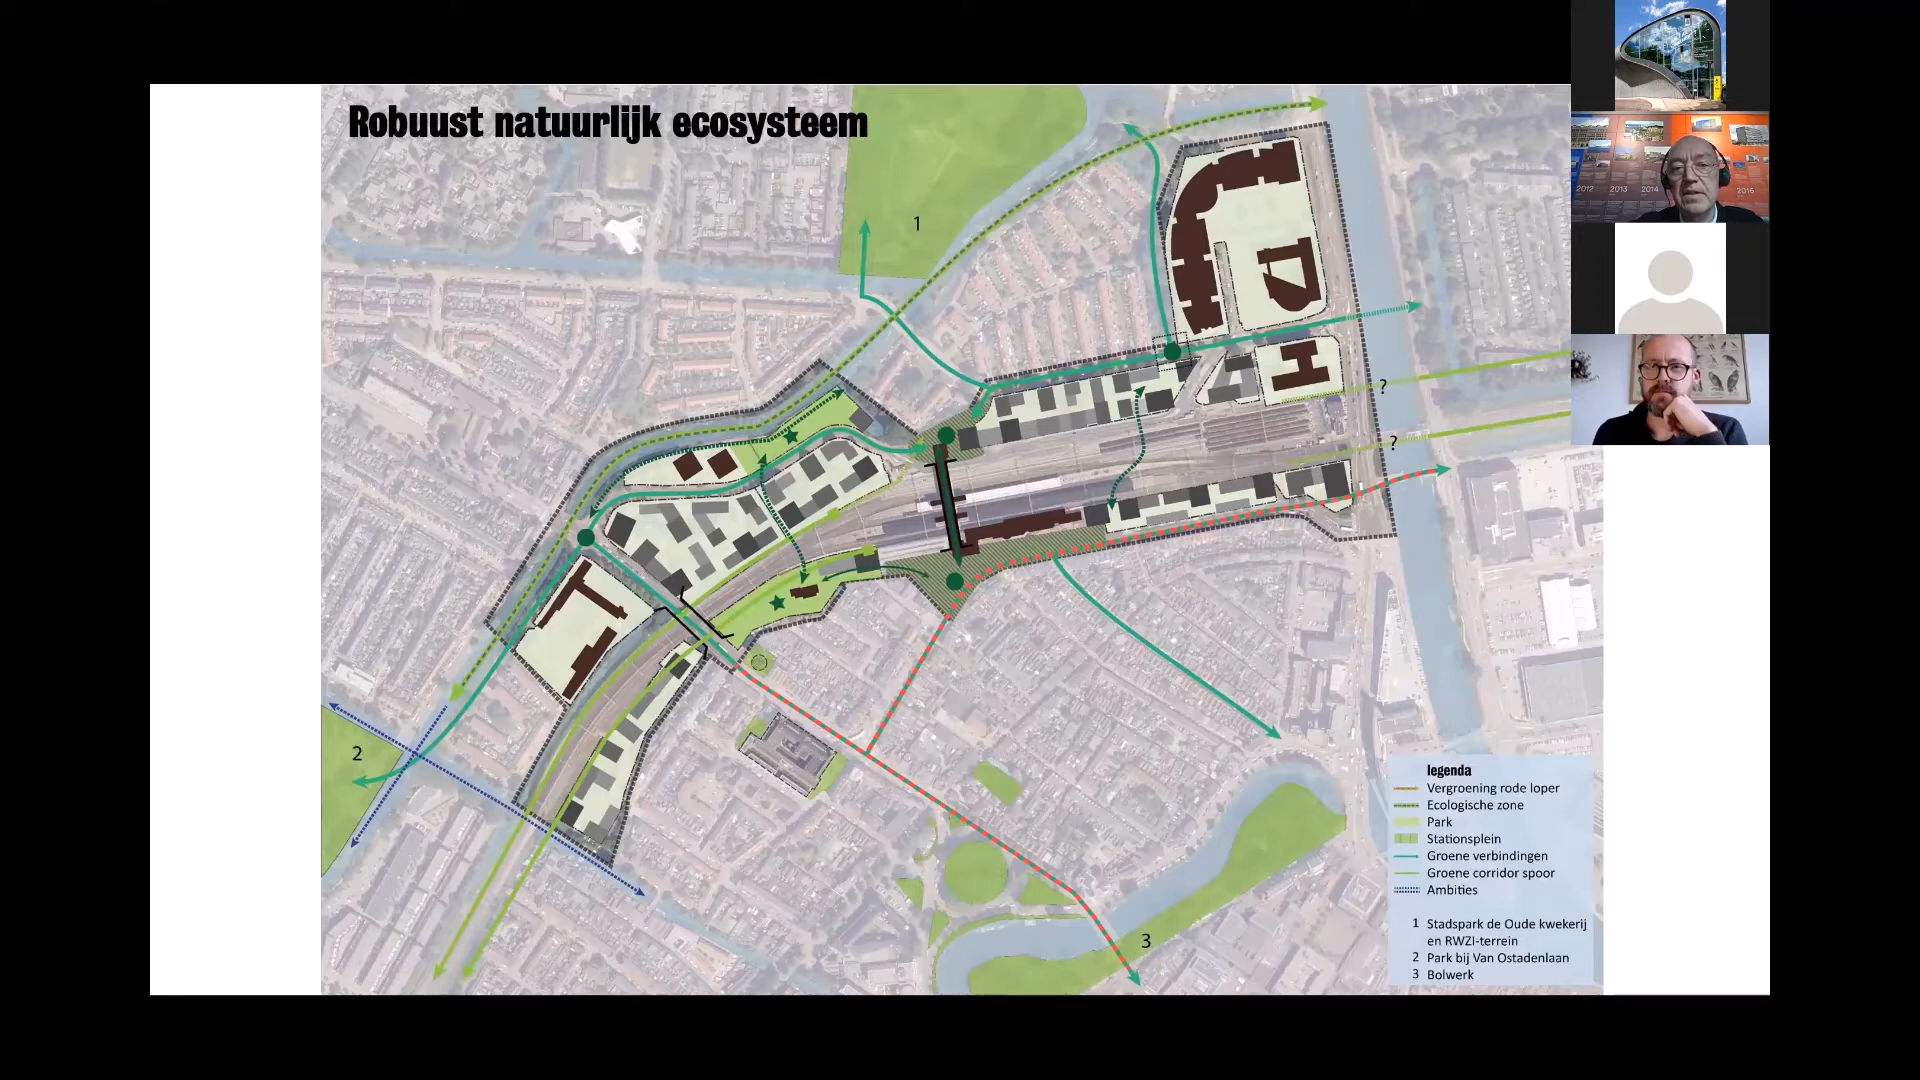 Robuust natuurlijk ecosysteem
1
2012 2013 2014 2016
?
?
2
3
legenda
Vergroening rode loper
Ecologische zone
Park
Stationsplein
Groene verbindingen
Groene corridor spoor
Ambities
1 Stadspark de Oude kwekerij
en RWZI-terrein
2 Park bij Van Ostadenlaan
3 Bolwerk